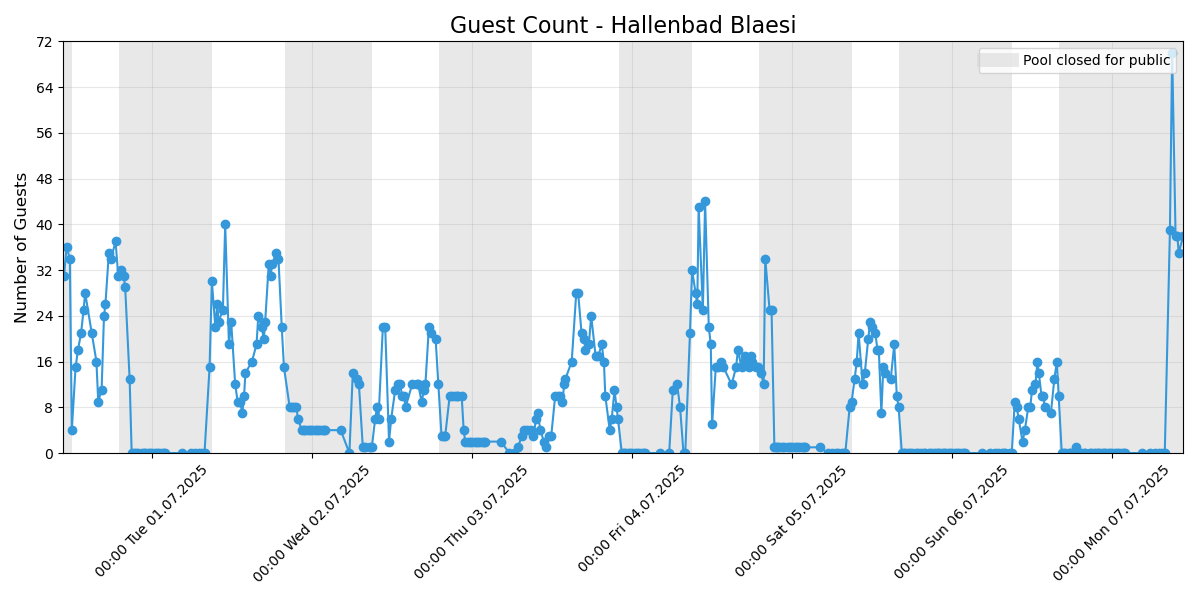 Guest Count - Hallenbad Blaesi
Pool closed for public
Number of Guests
72
64
56
48
40
32
24
16
8
0
00:00 Tue 01.07.2025
00:00 Wed 02.07.2025
00:00 Thu 03.07.2025
00:00 Fri 04.07.2025
00:00 Sat 05.07.2025
00:00 Sun 06.07.2025
00:00 Mon 07.07.2025